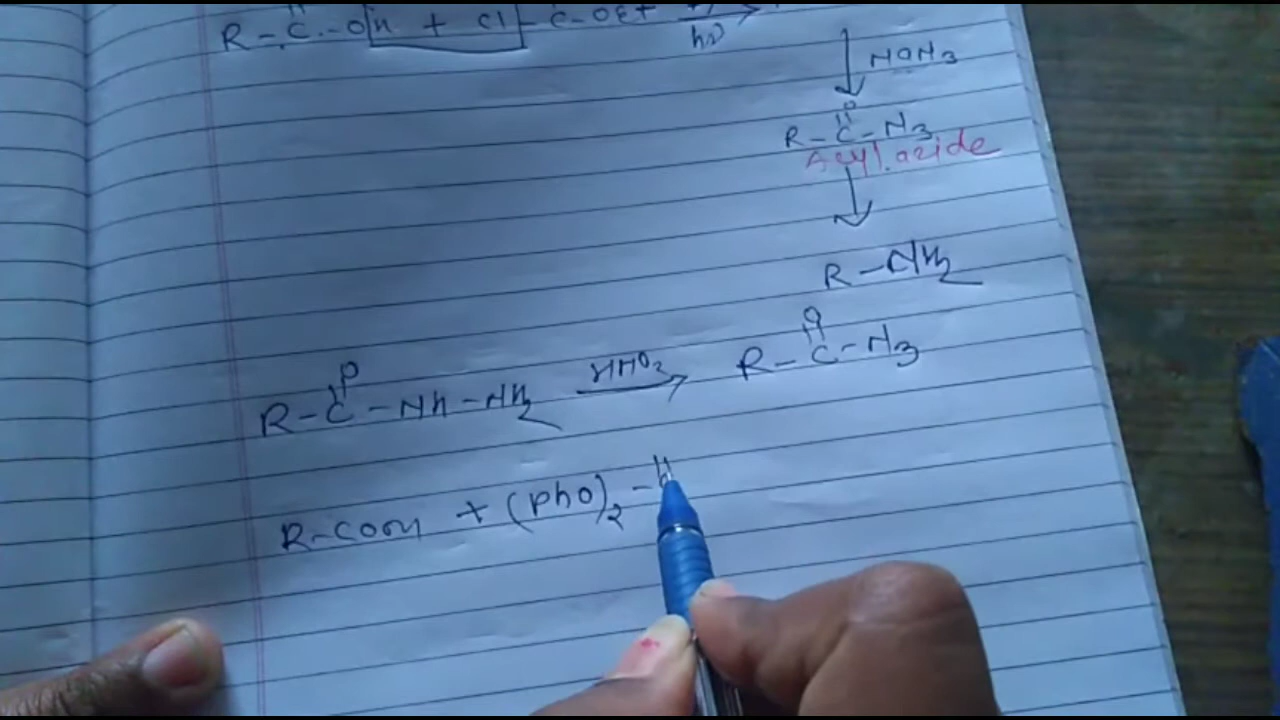 R-C-OH + Cl-C-OEt
hν
NaN3
O
R-C-N3
Acyl azide
R-NH2
O
R-C-NH-NH2 HNO2 R-C-N3
R-COOH + (PhO)2-